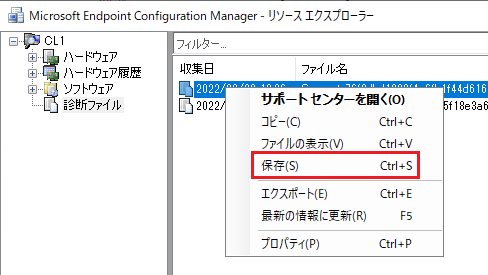 Microsoft Endpoint Configuration Manager - リソース エクスプローラー
CL1
ハードウェア
ハードウェア履歴
ソフトウェア
診断ファイル
フィルター...
収集日 ファイル名
2022/
2022/
サポート センターを開く(O)
コピー(C) Ctrl+C
ファイルの表示(V) Ctrl+V
保存(S) Ctrl+S
エクスポート(E) Ctrl+E
最新の情報に更新(R) F5
プロパティ(P) Ctrl+P